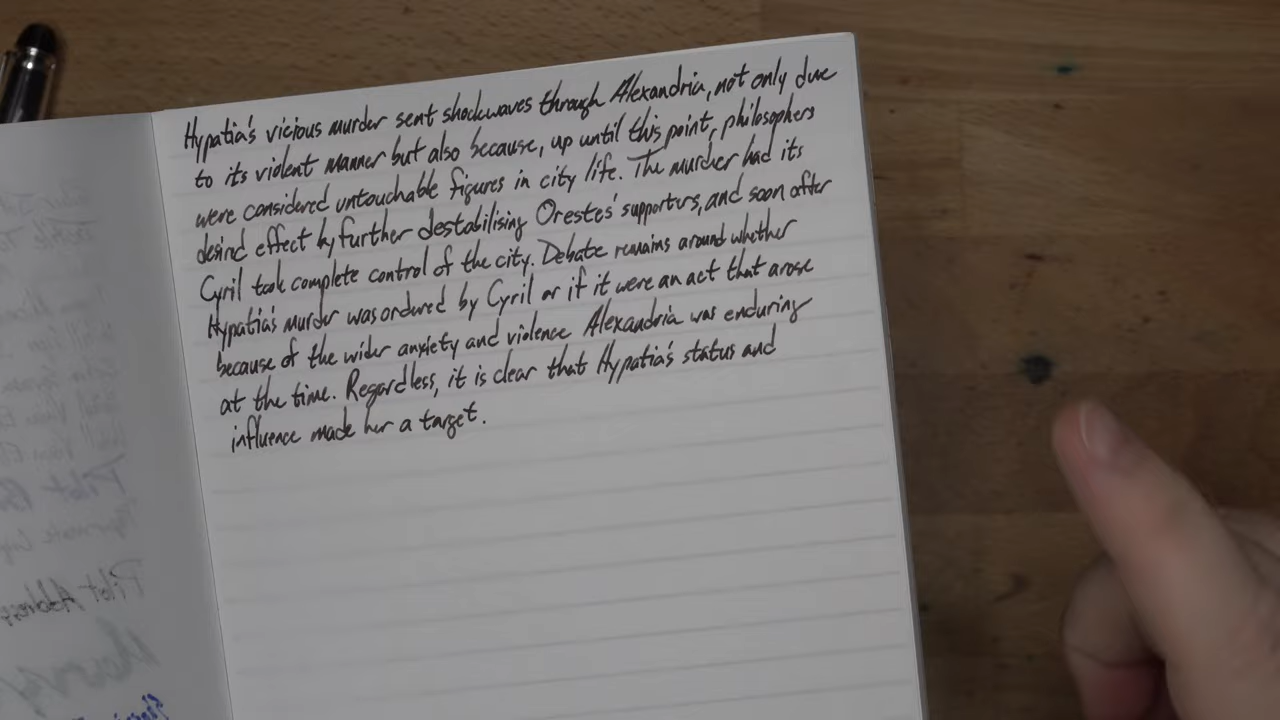 Hypatia's vicious murder sent shockwaves through Alexandria, not only due
to its violent manner but also because, up until this point, philosophers
were considered untouchable figures in city life. The murder had its
desired effect by further destabilising Orestes' supporters, and soon after
Cyril took complete control of the city. Debate remains around whether
Hypatia's murder was ordered by Cyril or if it were an act that arose
because of the wider anxiety and violence Alexandria was enduring
at the time. Regardless, it is clear that Hypatia's status and
influence made her a target.